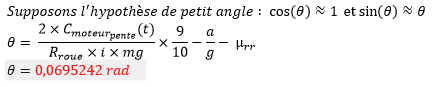 Supposons l'hypothèse de petit angle : cos(θ) ≈ 1 et sin(θ) ≈ θ
θ = (2 × C_moteur_pente(t))/(R_roue × i × mg) × 9/10 − a/g − μ_rr
θ = 0,0695242 rad